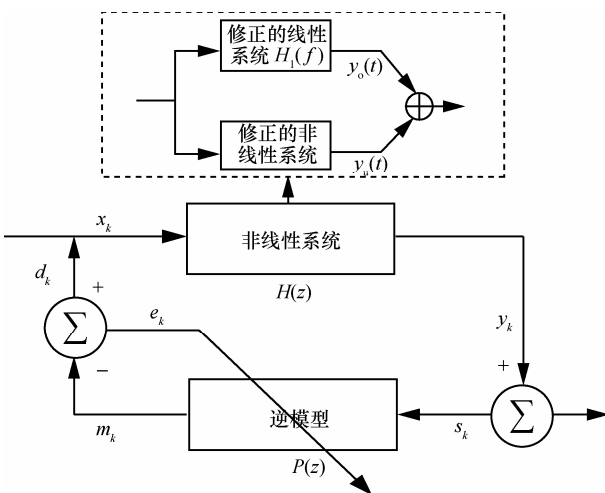 修正的线性
系统 H₁(f)
yₒ(t)
修正的非
线性系统
yᵤ(t)
xₖ
非线性系统
H(z)
dₖ
+
∑
eₖ
−
mₖ
逆模型
P(z)
yₖ
+
∑
sₖ